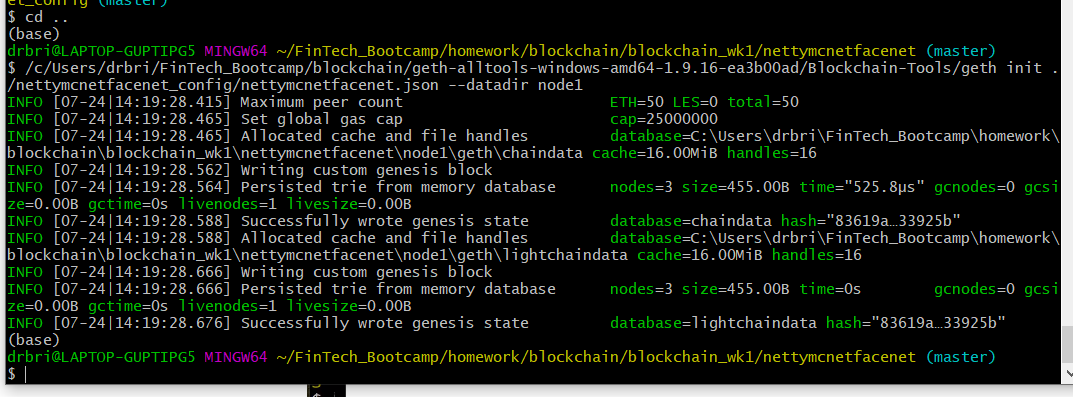 et_config (master)
$ cd ..
(base)
drbri@LAPTOP-GUPTIPG5 MINGW64 ~/FinTech_Bootcamp/homework/blockchain/blockchain_wk1/nettymcnetfacenet (master)
$ /c/Users/drbri/FinTech_Bootcamp/blockchain/geth-alltools-windows-amd64-1.9.16-ea3b00ad/Blockchain-Tools/geth init .
/nettymcnetfacenet_config/nettymcnetfacenet.json --datadir node1
INFO [07-24|14:19:28.415] Maximum peer count ETH=50 LES=0 total=50
INFO [07-24|14:19:28.465] Set global gas cap cap=25000000
INFO [07-24|14:19:28.465] Allocated cache and file handles database=C:\Users\drbri\FinTech_Bootcamp\homework\
blockchain\blockchain_wk1\nettymcnetfacenet\node1\geth\chaindata cache=16.00MiB handles=16
INFO [07-24|14:19:28.562] Writing custom genesis block
INFO [07-24|14:19:28.564] Persisted trie from memory database nodes=3 size=455.00B time="525.8µs" gcnodes=0 gcsi
ze=0.00B gctime=0s livenodes=1 livesize=0.00B
INFO [07-24|14:19:28.588] Successfully wrote genesis state database=chaindata hash="83619a…33925b"
INFO [07-24|14:19:28.588] Allocated cache and file handles database=C:\Users\drbri\FinTech_Bootcamp\homework\
blockchain\blockchain_wk1\nettymcnetfacenet\node1\geth\lightchaindata cache=16.00MiB handles=16
INFO [07-24|14:19:28.666] Writing custom genesis block
INFO [07-24|14:19:28.666] Persisted trie from memory database nodes=3 size=455.00B time=0s gcnodes=0 gcsi
ze=0.00B gctime=0s livenodes=1 livesize=0.00B
INFO [07-24|14:19:28.676] Successfully wrote genesis state database=lightchaindata hash="83619a…33925b"
(base)
drbri@LAPTOP-GUPTIPG5 MINGW64 ~/FinTech_Bootcamp/homework/blockchain/blockchain_wk1/nettymcnetfacenet (master)
$